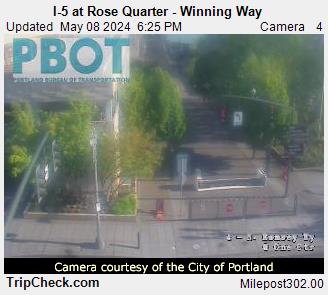 I-5 at Rose Quarter - Winning Way
Updated May 08 2024 6:25 PM Camera 4
PBOT
PORTLAND BUREAU OF TRANSPORTATION
Camera courtesy of the City of Portland
TripCheck.com Milepost302.00